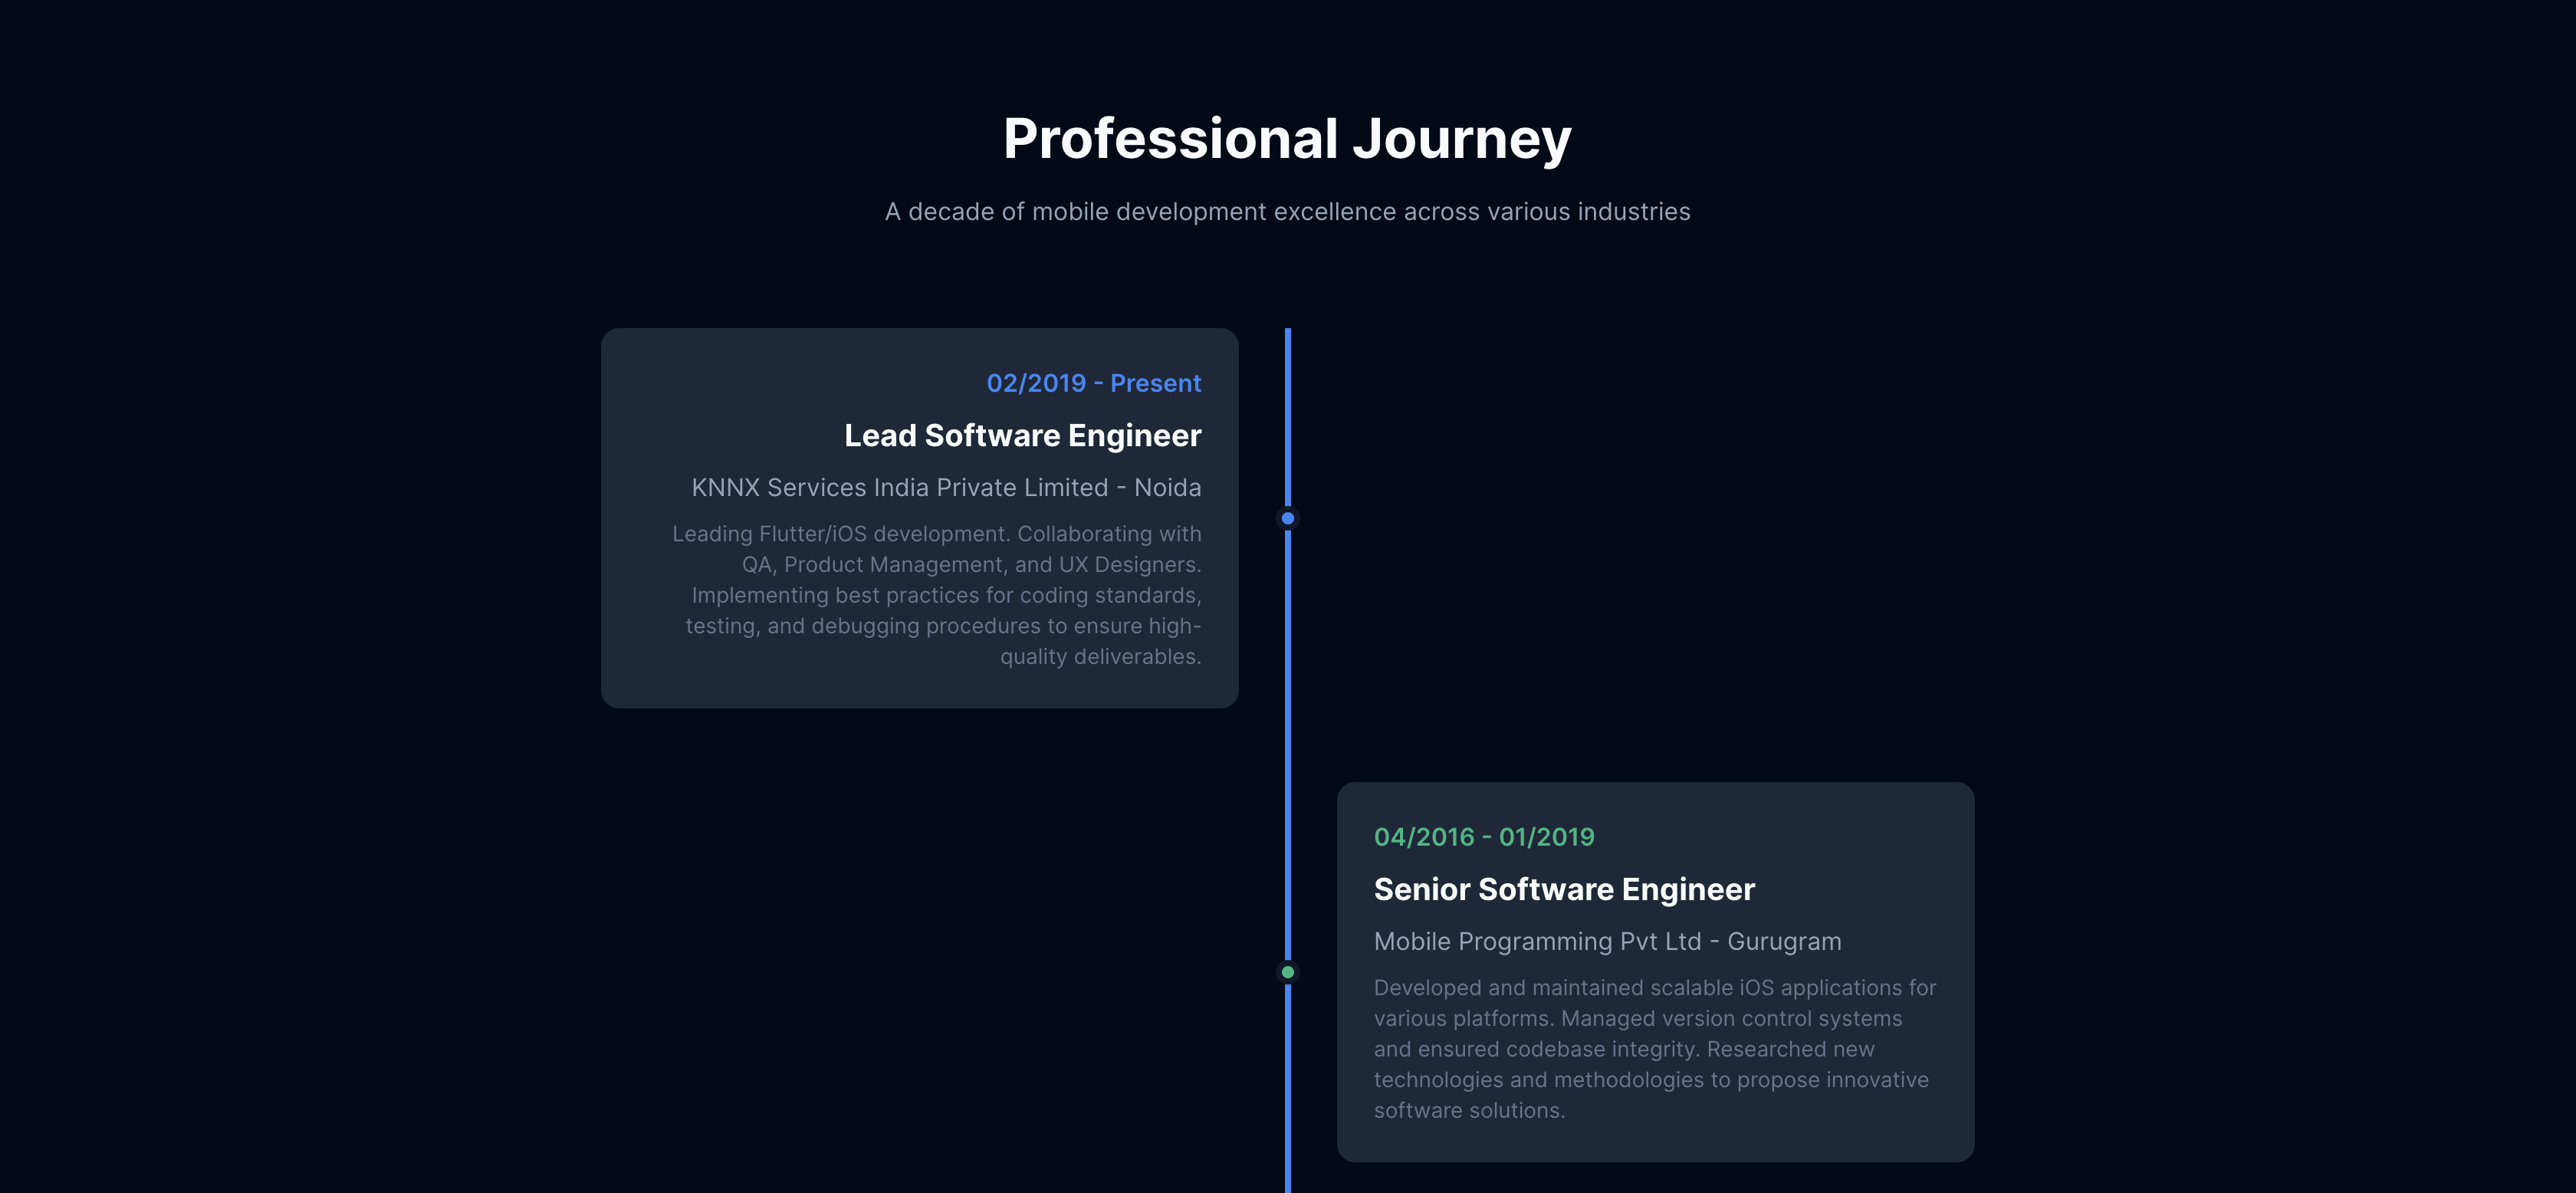 Professional Journey
A decade of mobile development excellence across various industries
02/2019 - Present
Lead Software Engineer
KNNX Services India Private Limited - Noida
Leading Flutter/iOS development. Collaborating with
QA, Product Management, and UX Designers.
Implementing best practices for coding standards,
testing, and debugging procedures to ensure high-
quality deliverables.
04/2016 - 01/2019
Senior Software Engineer
Mobile Programming Pvt Ltd - Gurugram
Developed and maintained scalable iOS applications for
various platforms. Managed version control systems
and ensured codebase integrity. Researched new
technologies and methodologies to propose innovative
software solutions.